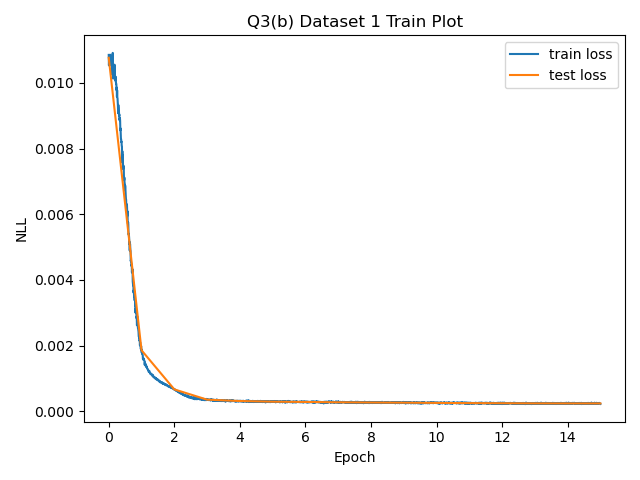 Q3(b) Dataset 1 Train Plot
train loss
test loss
0.010
0.008
0.006
0.004
0.002
0.000
NLL
0 2 4 6 8 10 12 14
Epoch